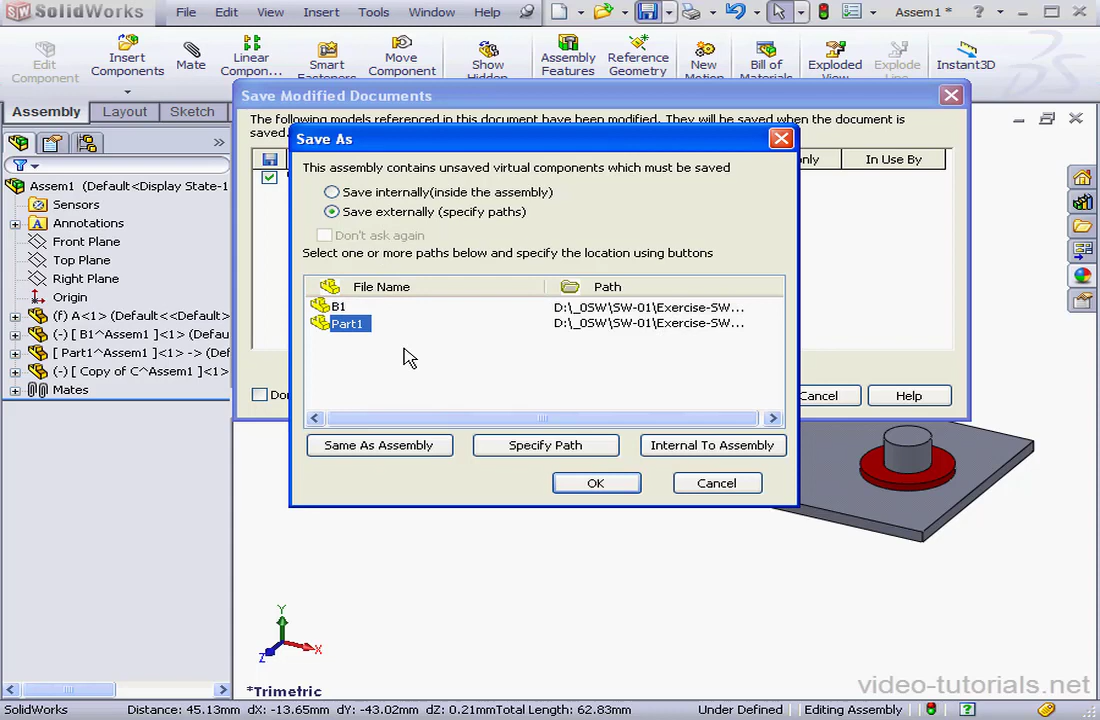 SolidWorks File Edit View Insert Tools Window Help Assem1 * ?
Edit Component
Insert Components
Mate
Linear Compon...
Smart Fasteners
Move Component
Show Hidden
Assembly Features
Reference Geometry
New Motion
Bill of Materials
Exploded View
Explode Line
Instant3D
Assembly Layout Sketch
Save Modified Documents
The following models referenced in this document have been modified. They will be saved when the document is
saved.
only In Use By
Save As
This assembly contains unsaved virtual components which must be saved
Save internally(inside the assembly)
Save externally (specify paths)
Don't ask again
Select one or more paths below and specify the location using buttons
File Name Path
B1 D:\_0SW\SW-01\Exercise-SW...
Part1 D:\_0SW\SW-01\Exercise-SW...
Same As Assembly Specify Path Internal To Assembly
OK Cancel
Don
Cancel Help
Assem1 (Default<Display State-1
Sensors
Annotations
Front Plane
Top Plane
Right Plane
Origin
(f) A<1> (Default<<Default>
(-) [ B1^Assem1 ]<1> (Defau
[ Part1^Assem1 ]<1> -> (Def
(-) [ Copy of C^Assem1 ]<1>
Mates
Y
X
Z
*Trimetric
video-tutorials.net
SolidWorks Distance: 45.13mm dX: -13.65mm dY: -43.02mm dZ: 0.21mmTotal Length: 62.83mm Under Defined Editing Assembly